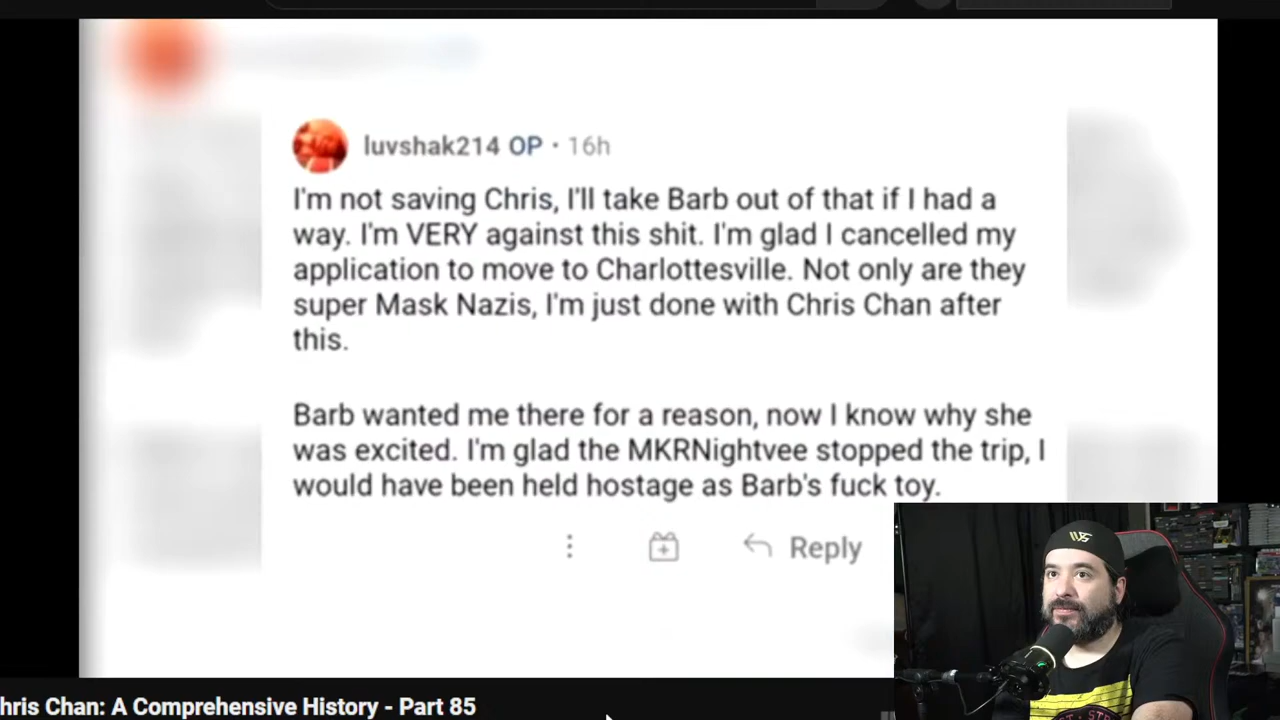 luvshak214 OP · 16h
I'm not saving Chris, I'll take Barb out of that if I had a
way. I'm VERY against this shit. I'm glad I cancelled my
application to move to Charlottesville. Not only are they
super Mask Nazis, I'm just done with Chris Chan after
this.
Barb wanted me there for a reason, now I know why she
was excited. I'm glad the MKRNightvee stopped the trip, I
would have been held hostage as Barb's fuck toy.
Reply
hris Chan: A Comprehensive History - Part 85